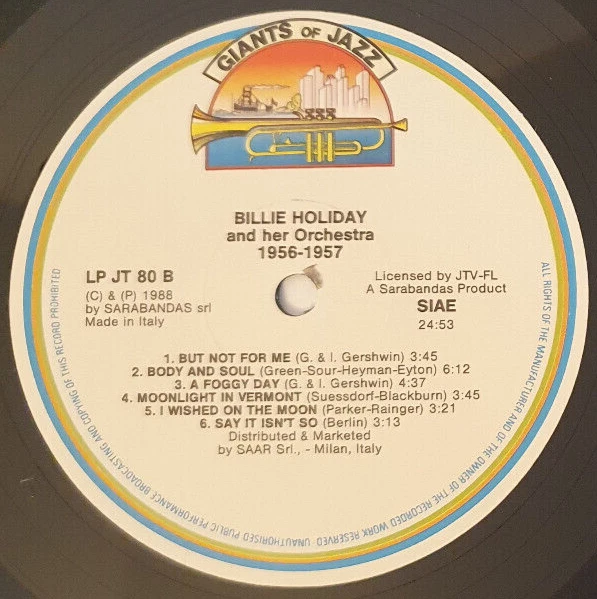 GIANTS OF JAZZ
BILLIE HOLIDAY
and her Orchestra
1956-1957
LP JT 80 B
(C) & (P) 1988
by SARABANDAS srl
Made in Italy
Licensed by JTV-FL
A Sarabandas Product
SIAE
24:53
1. BUT NOT FOR ME (G. & I. Gershwin) 3:45
2. BODY AND SOUL (Green-Sour-Heyman-Eyton) 6:12
3. A FOGGY DAY (G. & I. Gershwin) 4:37
4. MOONLIGHT IN VERMONT (Suessdorf-Blackburn) 3:45
5. I WISHED ON THE MOON (Parker-Rainger) 3:21
6. SAY IT ISN'T SO (Berlin) 3:13
Distributed & Marketed
by SAAR Srl., - Milan, Italy
ALL RIGHTS OF THE MANUFACTURER AND OF THE OWNER OF THE RECORDED WORK RESERVED. UNAUTHORISED PUBLIC PERFORMANCE BROADCASTING AND COPYING OF THIS RECORD PROHIBITED